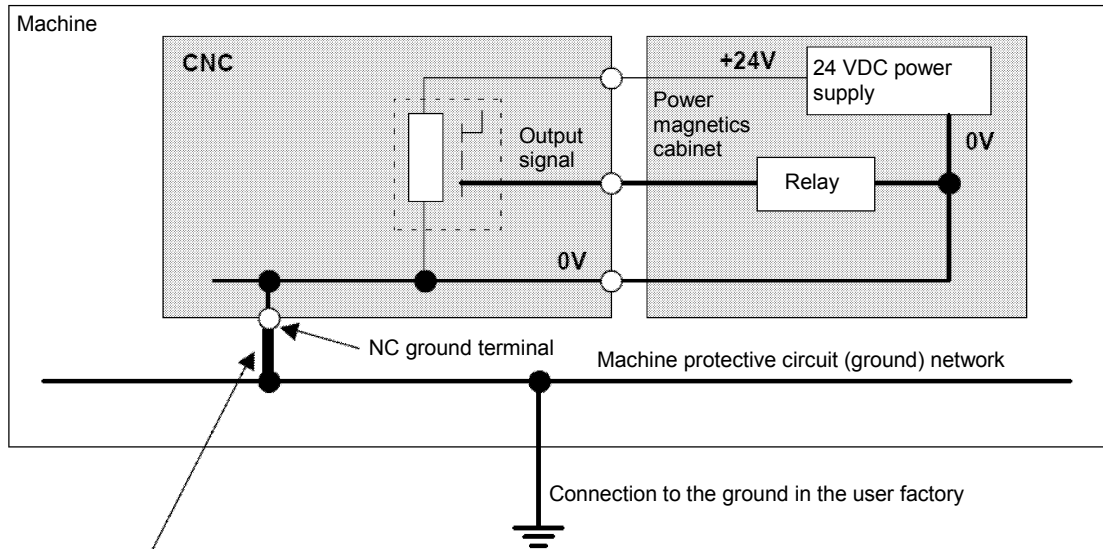 Machine
CNC
+24V
24 VDC power
supply
Power
magnetics
cabinet
Output
signal
0V
Relay
0V
NC ground terminal
Machine protective circuit (ground) network
Connection to the ground in the user factory